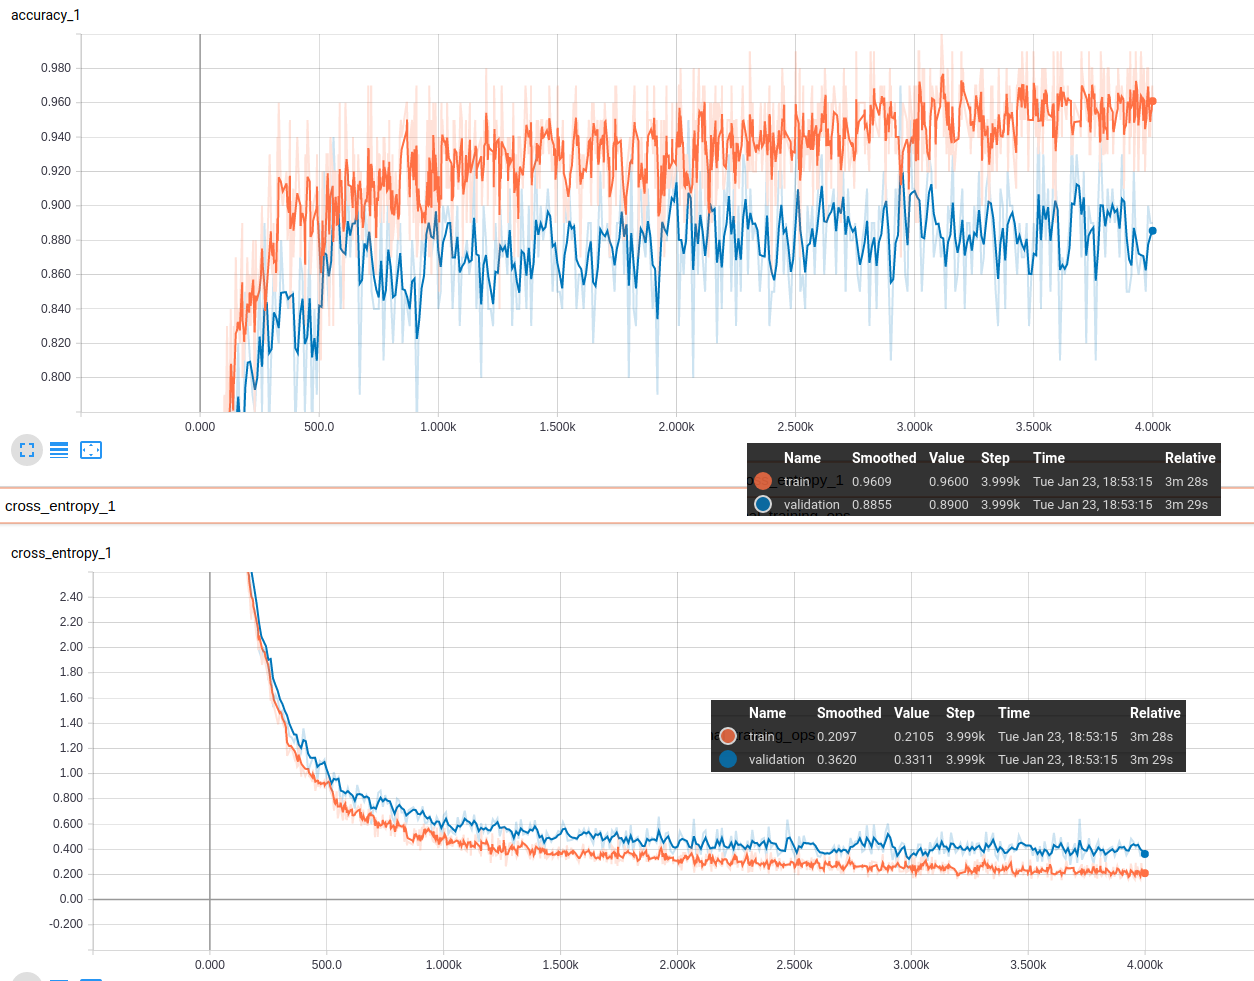 accuracy_1
0.980
0.960
0.940
0.920
0.900
0.880
0.860
0.840
0.820
0.800
0.000 500.0 1.000k 1.500k 2.000k 2.500k 3.000k 3.500k 4.000k
Name Smoothed Value Step Time Relative
train 0.9609 0.9600 3.999k Tue Jan 23, 18:53:15 3m 28s
validation 0.8855 0.8900 3.999k Tue Jan 23, 18:53:15 3m 29s
cross_entropy_1
cross_entropy_1
2.40
2.20
2.00
1.80
1.60
1.40
1.20
1.00
0.800
0.600
0.400
0.200
0.00
-0.200
Name Smoothed Value Step Time Relative
train 0.2097 0.2105 3.999k Tue Jan 23, 18:53:15 3m 28s
validation 0.3620 0.3311 3.999k Tue Jan 23, 18:53:15 3m 29s
0.000 500.0 1.000k 1.500k 2.000k 2.500k 3.000k 3.500k 4.000k